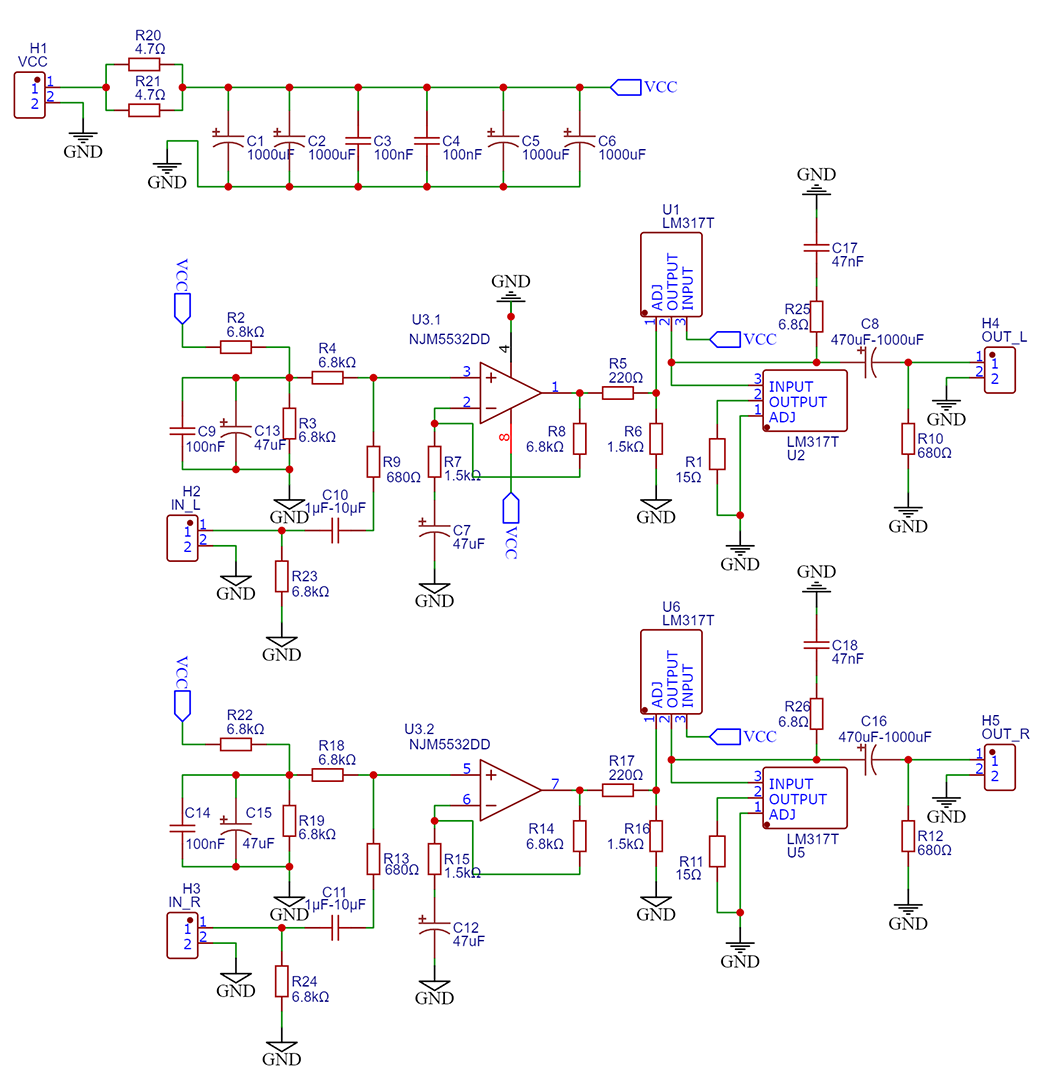 H1
VCC
1
2
1
2
GND
R20
4.7Ω
R21
4.7Ω
VCC
GND
C1
1000uF
C2
1000uF
C3
100nF
C4
100nF
C5
1000uF
C6
1000uF
VCC
R2
6.8kΩ
R4
6.8kΩ
C9
100nF
C13
47uF
R3
6.8kΩ
GND
H2
IN_L
1
2
1
2
GND
C10
1μF-10μF
R9
680Ω
R23
6.8kΩ
GND
U3.1
NJM5532DD
GND
4
3
2
1
8
VCC
R7
1.5kΩ
C7
47uF
GND
R8
6.8kΩ
R5
220Ω
R6
1.5kΩ
GND
U1
LM317T
ADJ
OUTPUT
INPUT
1
2
3
VCC
GND
C17
47nF
R25
6.8Ω
C8
470uF-1000uF
3
2
1
INPUT
OUTPUT
ADJ
LM317T
U2
R1
15Ω
GND
R10
680Ω
GND
H4
OUT_L
1
2
1
2
GND
VCC
R22
6.8kΩ
R18
6.8kΩ
C14
100nF
C15
47uF
R19
6.8kΩ
GND
H3
IN_R
1
2
1
2
GND
C11
1μF-10μF
R13
680Ω
R24
6.8kΩ
GND
U3.2
NJM5532DD
5
6
7
R15
1.5kΩ
C12
47uF
GND
R14
6.8kΩ
R17
220Ω
R16
1.5kΩ
GND
U6
LM317T
ADJ
OUTPUT
INPUT
1
2
3
VCC
GND
C18
47nF
R26
6.8Ω
C16
470uF-1000uF
3
2
1
INPUT
OUTPUT
ADJ
LM317T
U5
R11
15Ω
GND
R12
680Ω
GND
H5
OUT_R
1
2
1
2
GND